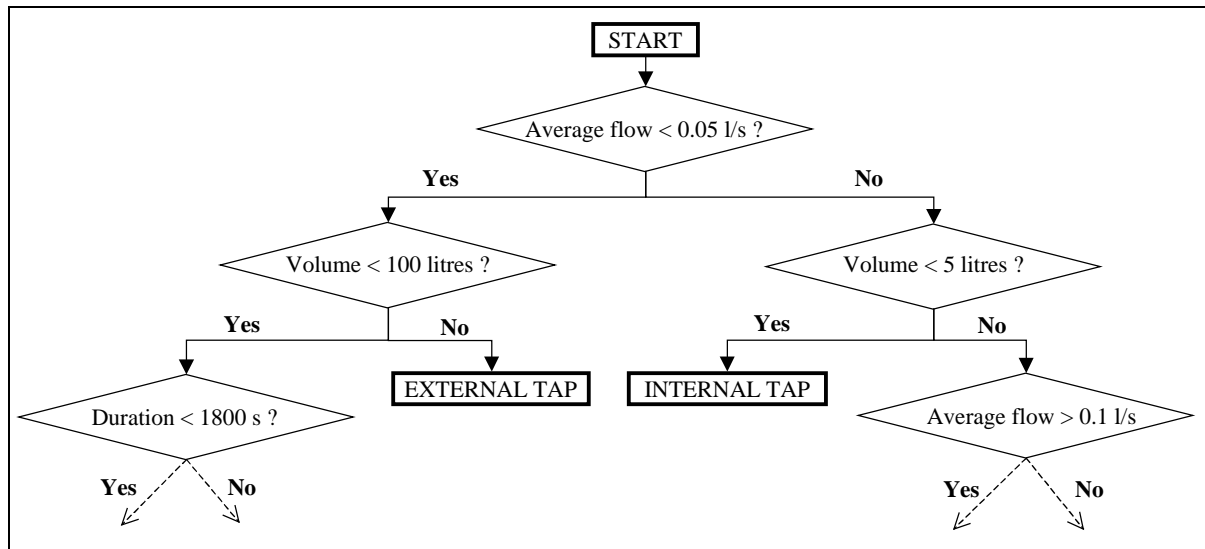 START
Average flow < 0.05 l/s ?
Yes
No
Volume < 100 litres ?
Volume < 5 litres ?
Yes
No
Yes
No
EXTERNAL TAP
INTERNAL TAP
Duration < 1800 s ?
Average flow > 0.1 l/s
Yes
No
Yes
No